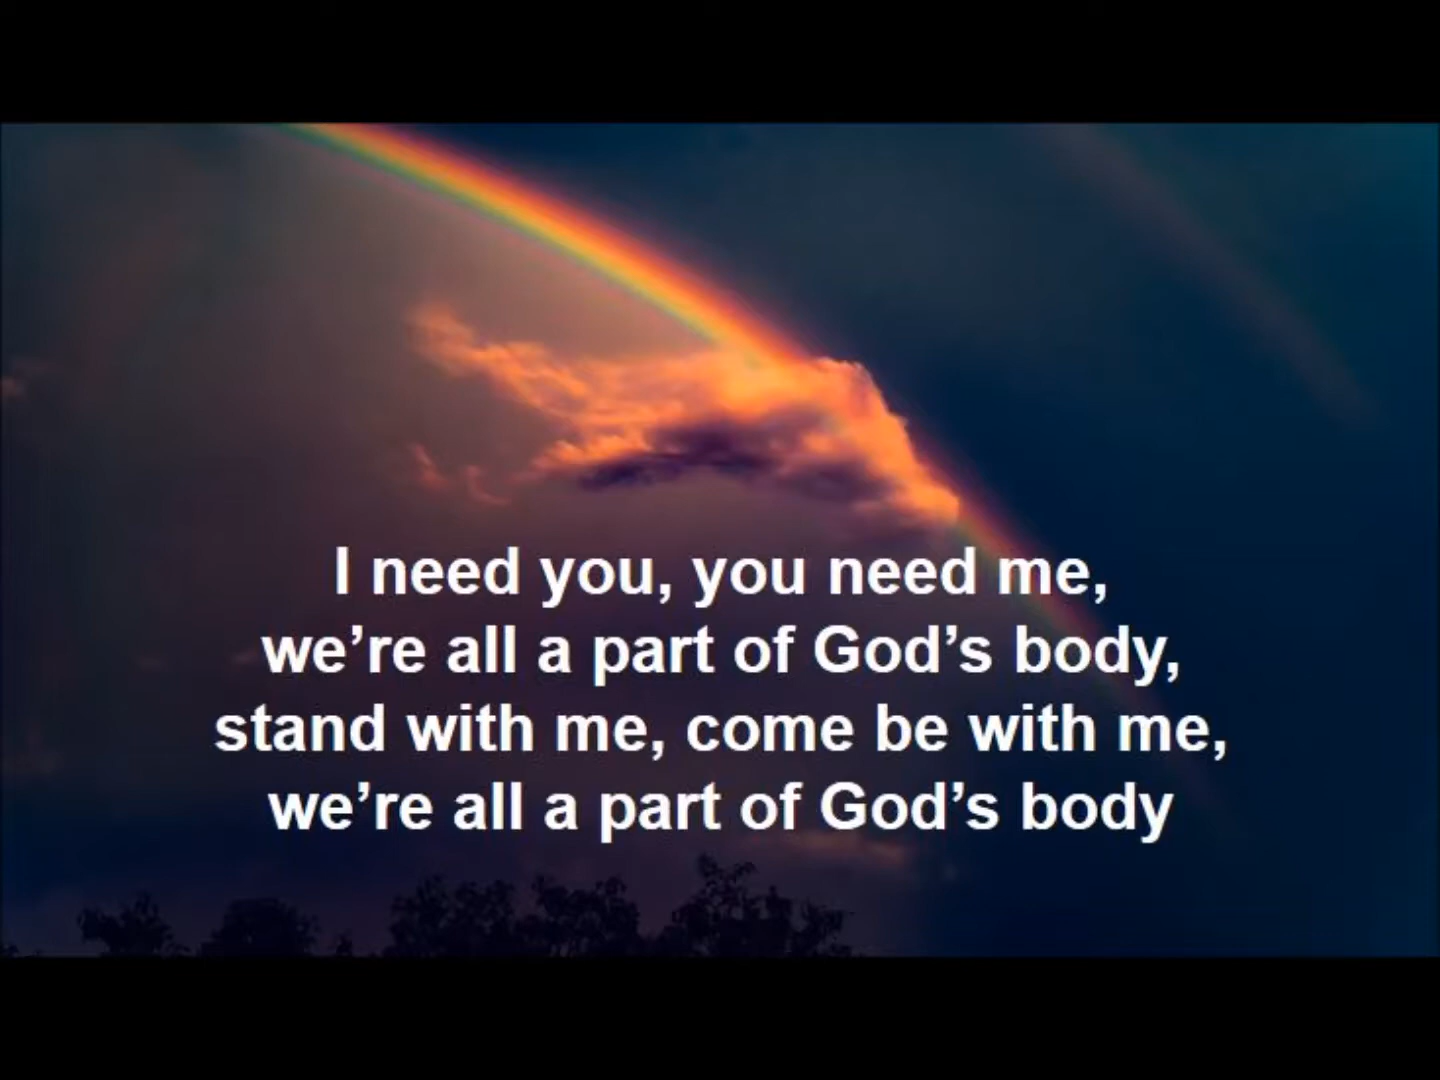 I need you, you need me,
we’re all a part of God’s body,
stand with me, come be with me,
we’re all a part of God’s body